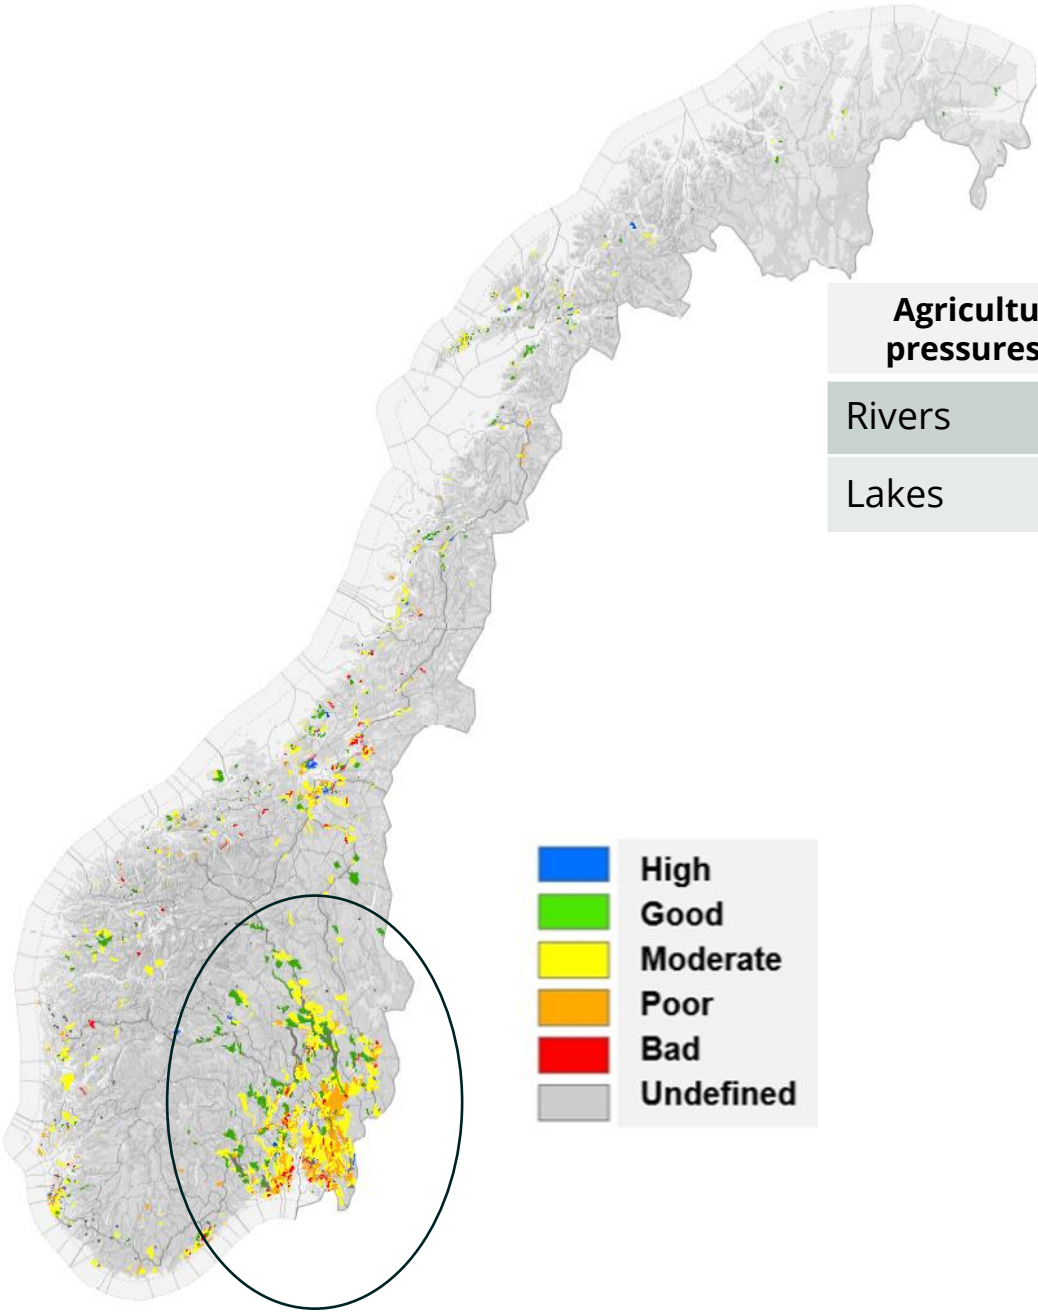 Agricultu
pressures
Rivers
Lakes
High
Good
Moderate
Poor
Bad
Undefined